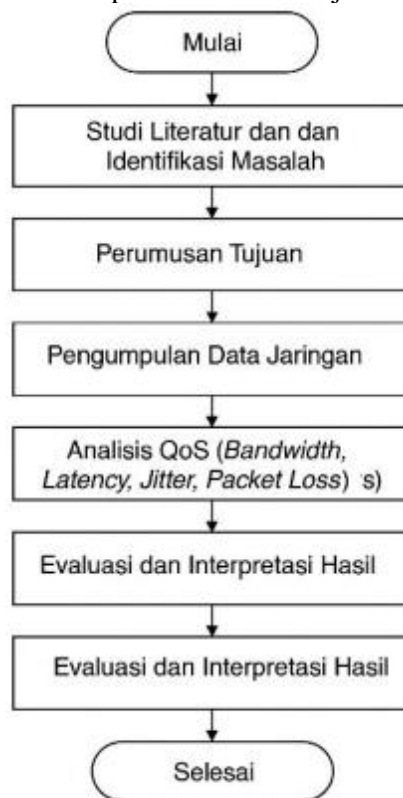 Mulai
Studi Literatur dan dan
Identifikasi Masalah
Perumusan Tujuan
Pengumpulan Data Jaringan
Analisis QoS (Bandwidth,
Latency, Jitter, Packet Loss) s)
Evaluasi dan Interpretasi Hasil
Evaluasi dan Interpretasi Hasil
Selesai